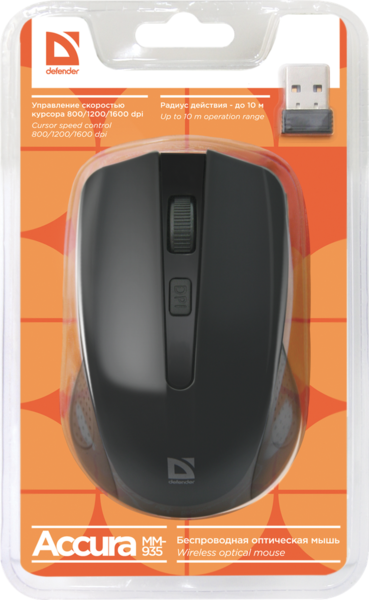 defender
Управление скоростью
курсора 800/1200/1600 dpi
Cursor speed control
800/1200/1600 dpi
Радиус действия - до 10 м
Up to 10 m operation range
DPI
defender
Accura MM-
935
Беспроводная оптическая мышь
Wireless optical mouse